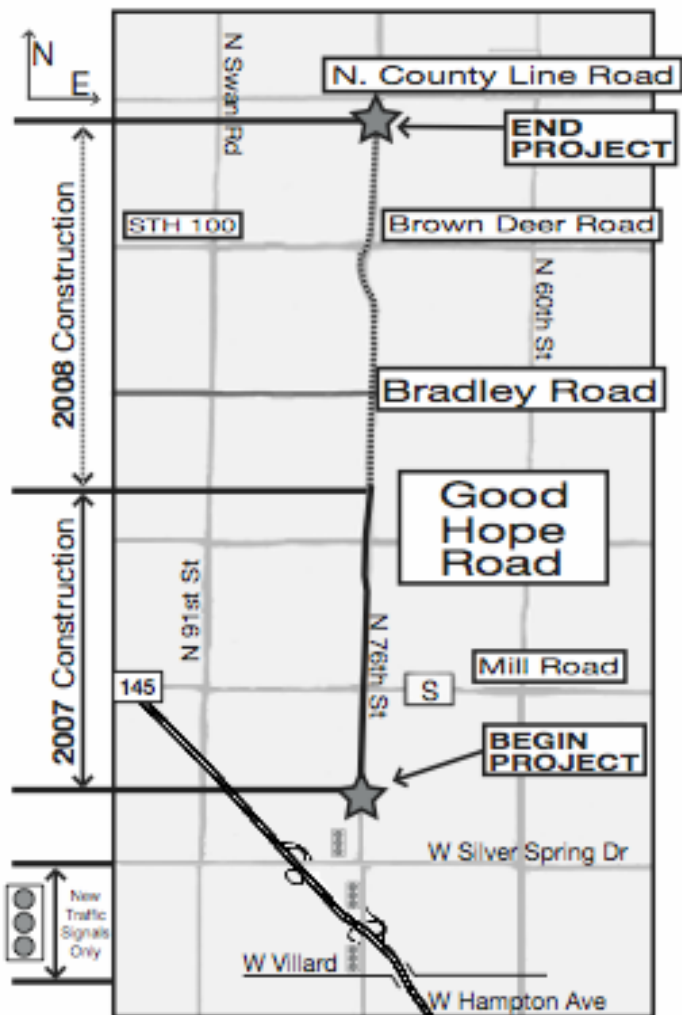 N
E
N Swan Rd
N. County Line Road
END
PROJECT
STH 100
Brown Deer Road
N 60th St
2008 Construction
Bradley Road
Good
Hope
Road
2007 Construction
N 91st St
N 76th St
Mill Road
145
S
BEGIN
PROJECT
W Silver Spring Dr
New
Traffic
Signals
Only
W Villard
W Hampton Ave